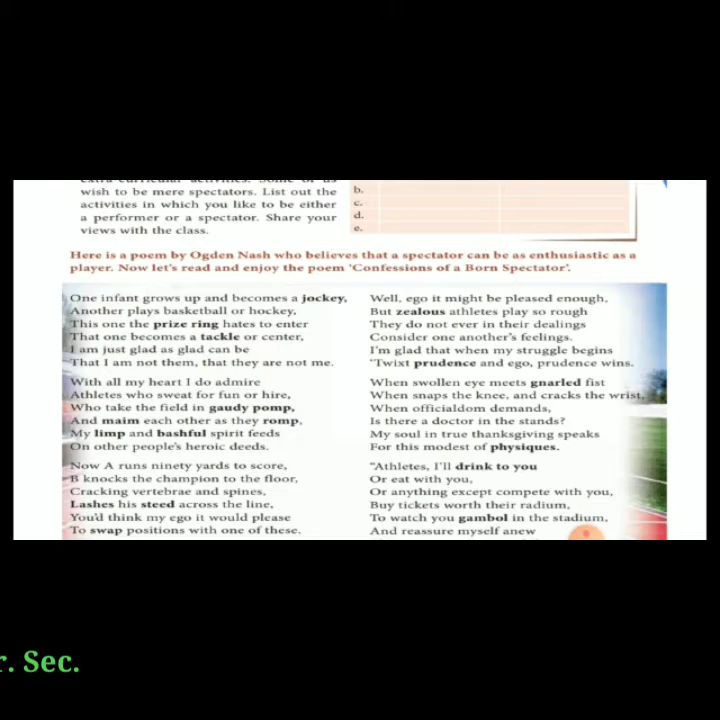 extra-curricular activities. Some of us
wish to be mere spectators. List out the
activities in which you like to be either
a performer or a spectator. Share your
views with the class.
b.
c.
d.
e.
Here is a poem by Ogden Nash who believes that a spectator can be as enthusiastic as a
player. Now let's read and enjoy the poem 'Confessions of a Born Spectator'.
One infant grows up and becomes a jockey,
Another plays basketball or hockey,
This one the prize ring hates to enter
That one becomes a tackle or center,
I am just glad as glad can be
That I am not them, that they are not me.
With all my heart I do admire
Athletes who sweat for fun or hire,
Who take the field in gaudy pomp,
And maim each other as they romp,
My limp and bashful spirit feeds
On other people's heroic deeds.
Now A runs ninety yards to score,
B knocks the champion to the floor,
Cracking vertebrae and spines,
Lashes his steed across the line,
You'd think my ego it would please
To swap positions with one of these.
Well, ego it might be pleased enough,
But zealous athletes play so rough
They do not ever in their dealings
Consider one another's feelings.
I'm glad that when my struggle begins
'Twixt prudence and ego, prudence wins.
When swollen eye meets gnarled fist
When snaps the knee, and cracks the wrist,
When officialdom demands,
Is there a doctor in the stands?
My soul in true thanksgiving speaks
For this modest of physiques.
"Athletes, I'll drink to you
Or eat with you,
Or anything except compete with you,
Buy tickets worth their radium,
To watch you gambol in the stadium,
And reassure myself anew
r. Sec.